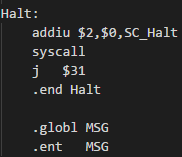 Halt:
addiu $2,$0,SC_Halt
syscall
j $31
.end Halt
.globl MSG
.ent MSG